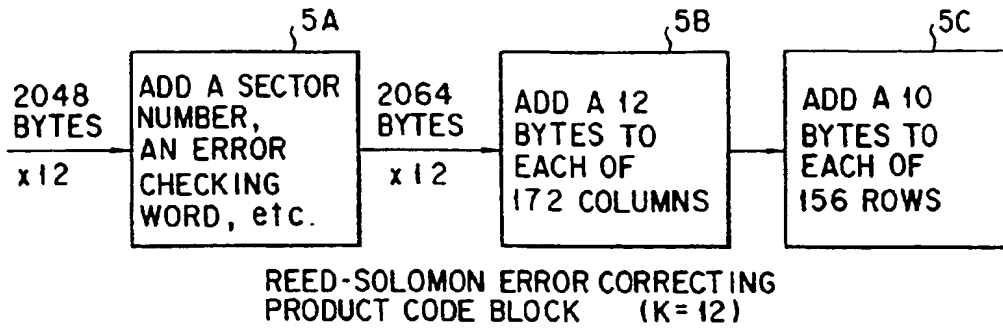 5A
5B
5C
2048
BYTES
x12
ADD A SECTOR
NUMBER,
AN ERROR
CHECKING
WORD, etc.
2064
BYTES
x12
ADD A 12
BYTES TO
EACH OF
172 COLUMNS
ADD A 10
BYTES TO
EACH OF
156 ROWS
REED-SOLOMON ERROR CORRECTING
PRODUCT CODE BLOCK (K=12)